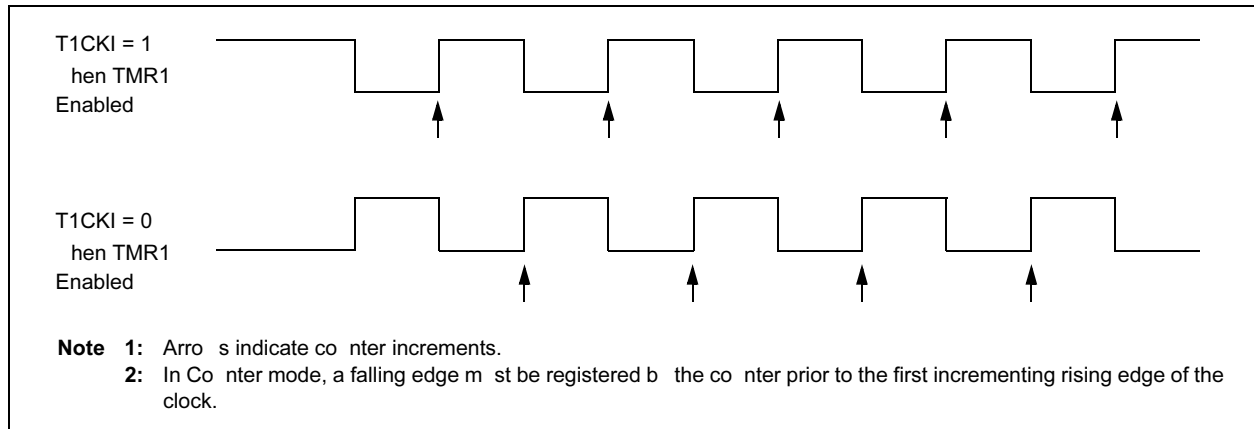 T1CKI = 1
hen TMR1
Enabled
T1CKI = 0
hen TMR1
Enabled
Note 1: Arro s indicate co nter increments.
2: In Co nter mode, a falling edge m st be registered b the co nter prior to the first incrementing rising edge of the
clock.